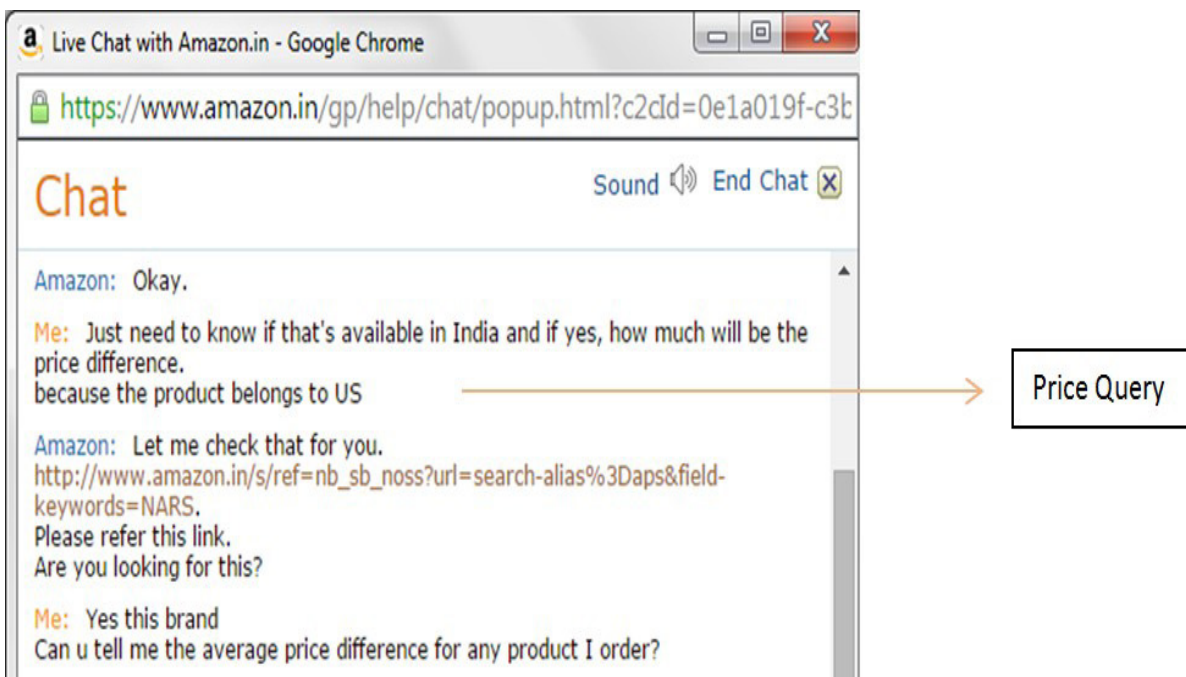 Live Chat with Amazon.in - Google Chrome
https://www.amazon.in/gp/help/chat/popup.html?c2cId=0e1a019f-c3b
Chat
Sound End Chat
Amazon: Okay.
Me: Just need to know if that's available in India and if yes, how much will be the
price difference.
because the product belongs to US
Price Query
Amazon: Let me check that for you.
http://www.amazon.in/s/ref=nb_sb_noss?url=search-alias%3Daps&field-
keywords=NARS.
Please refer this link.
Are you looking for this?
Me: Yes this brand
Can u tell me the average price difference for any product I order?